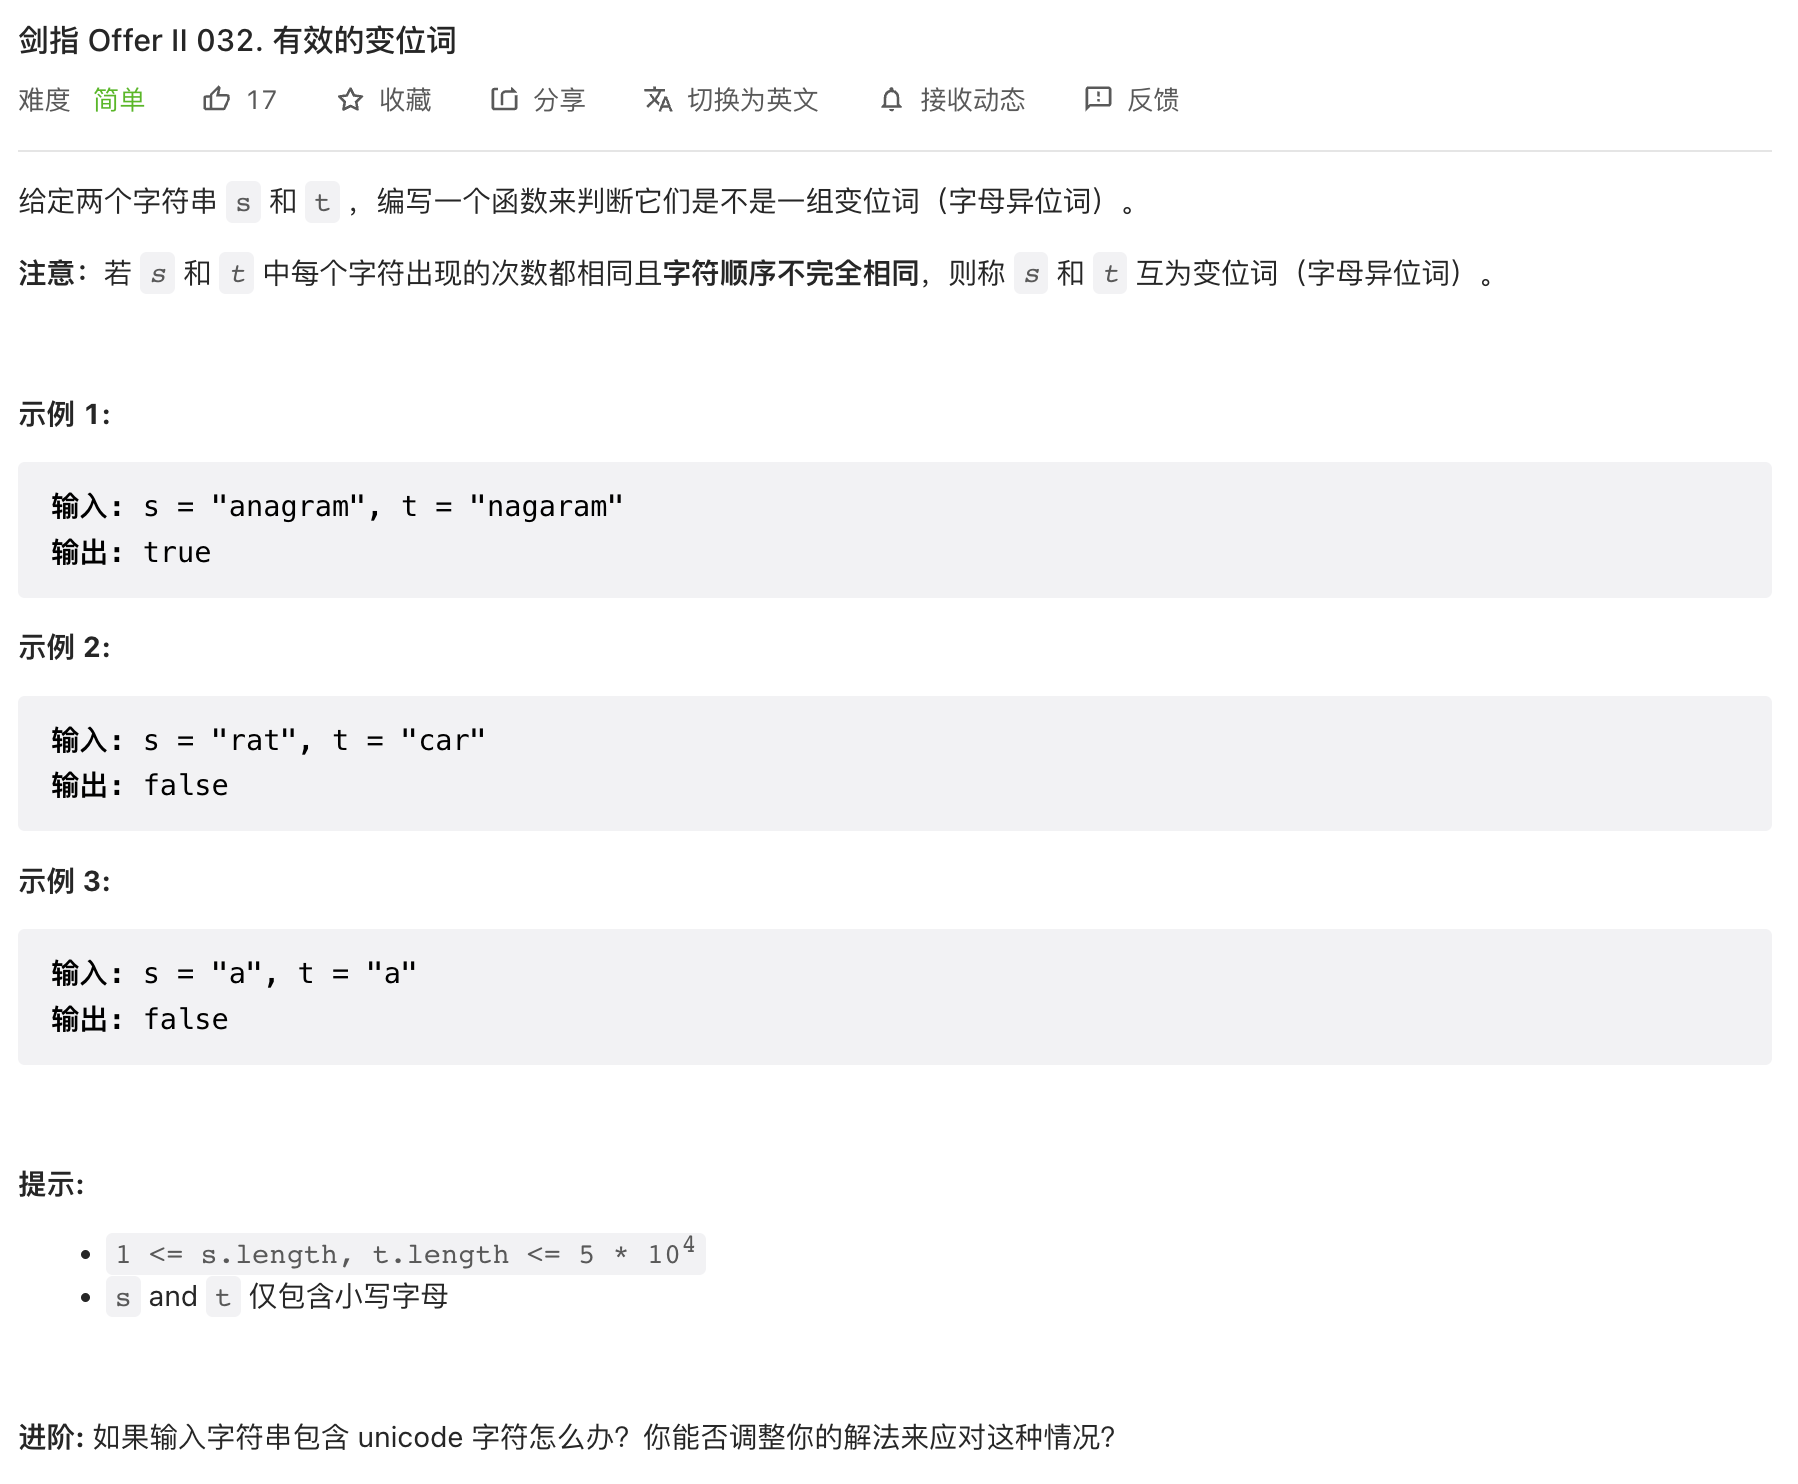 剑指 Offer II 032. 有效的变位词
难度 简单 17 收藏 分享 切换为英文 接收动态 反馈
给定两个字符串 s 和 t ，编写一个函数来判断它们是不是一组变位词（字母异位词）。
注意：若 s 和 t 中每个字符出现的次数都相同且字符顺序不完全相同，则称 s 和 t 互为变位词（字母异位词）。
示例 1:
输入: s = "anagram", t = "nagaram"
输出: true
示例 2:
输入: s = "rat", t = "car"
输出: false
示例 3:
输入: s = "a", t = "a"
输出: false
提示:
• 1 <= s.length, t.length <= 5 * 10⁴
• s and t 仅包含小写字母
进阶: 如果输入字符串包含 unicode 字符怎么办？你能否调整你的解法来应对这种情况？